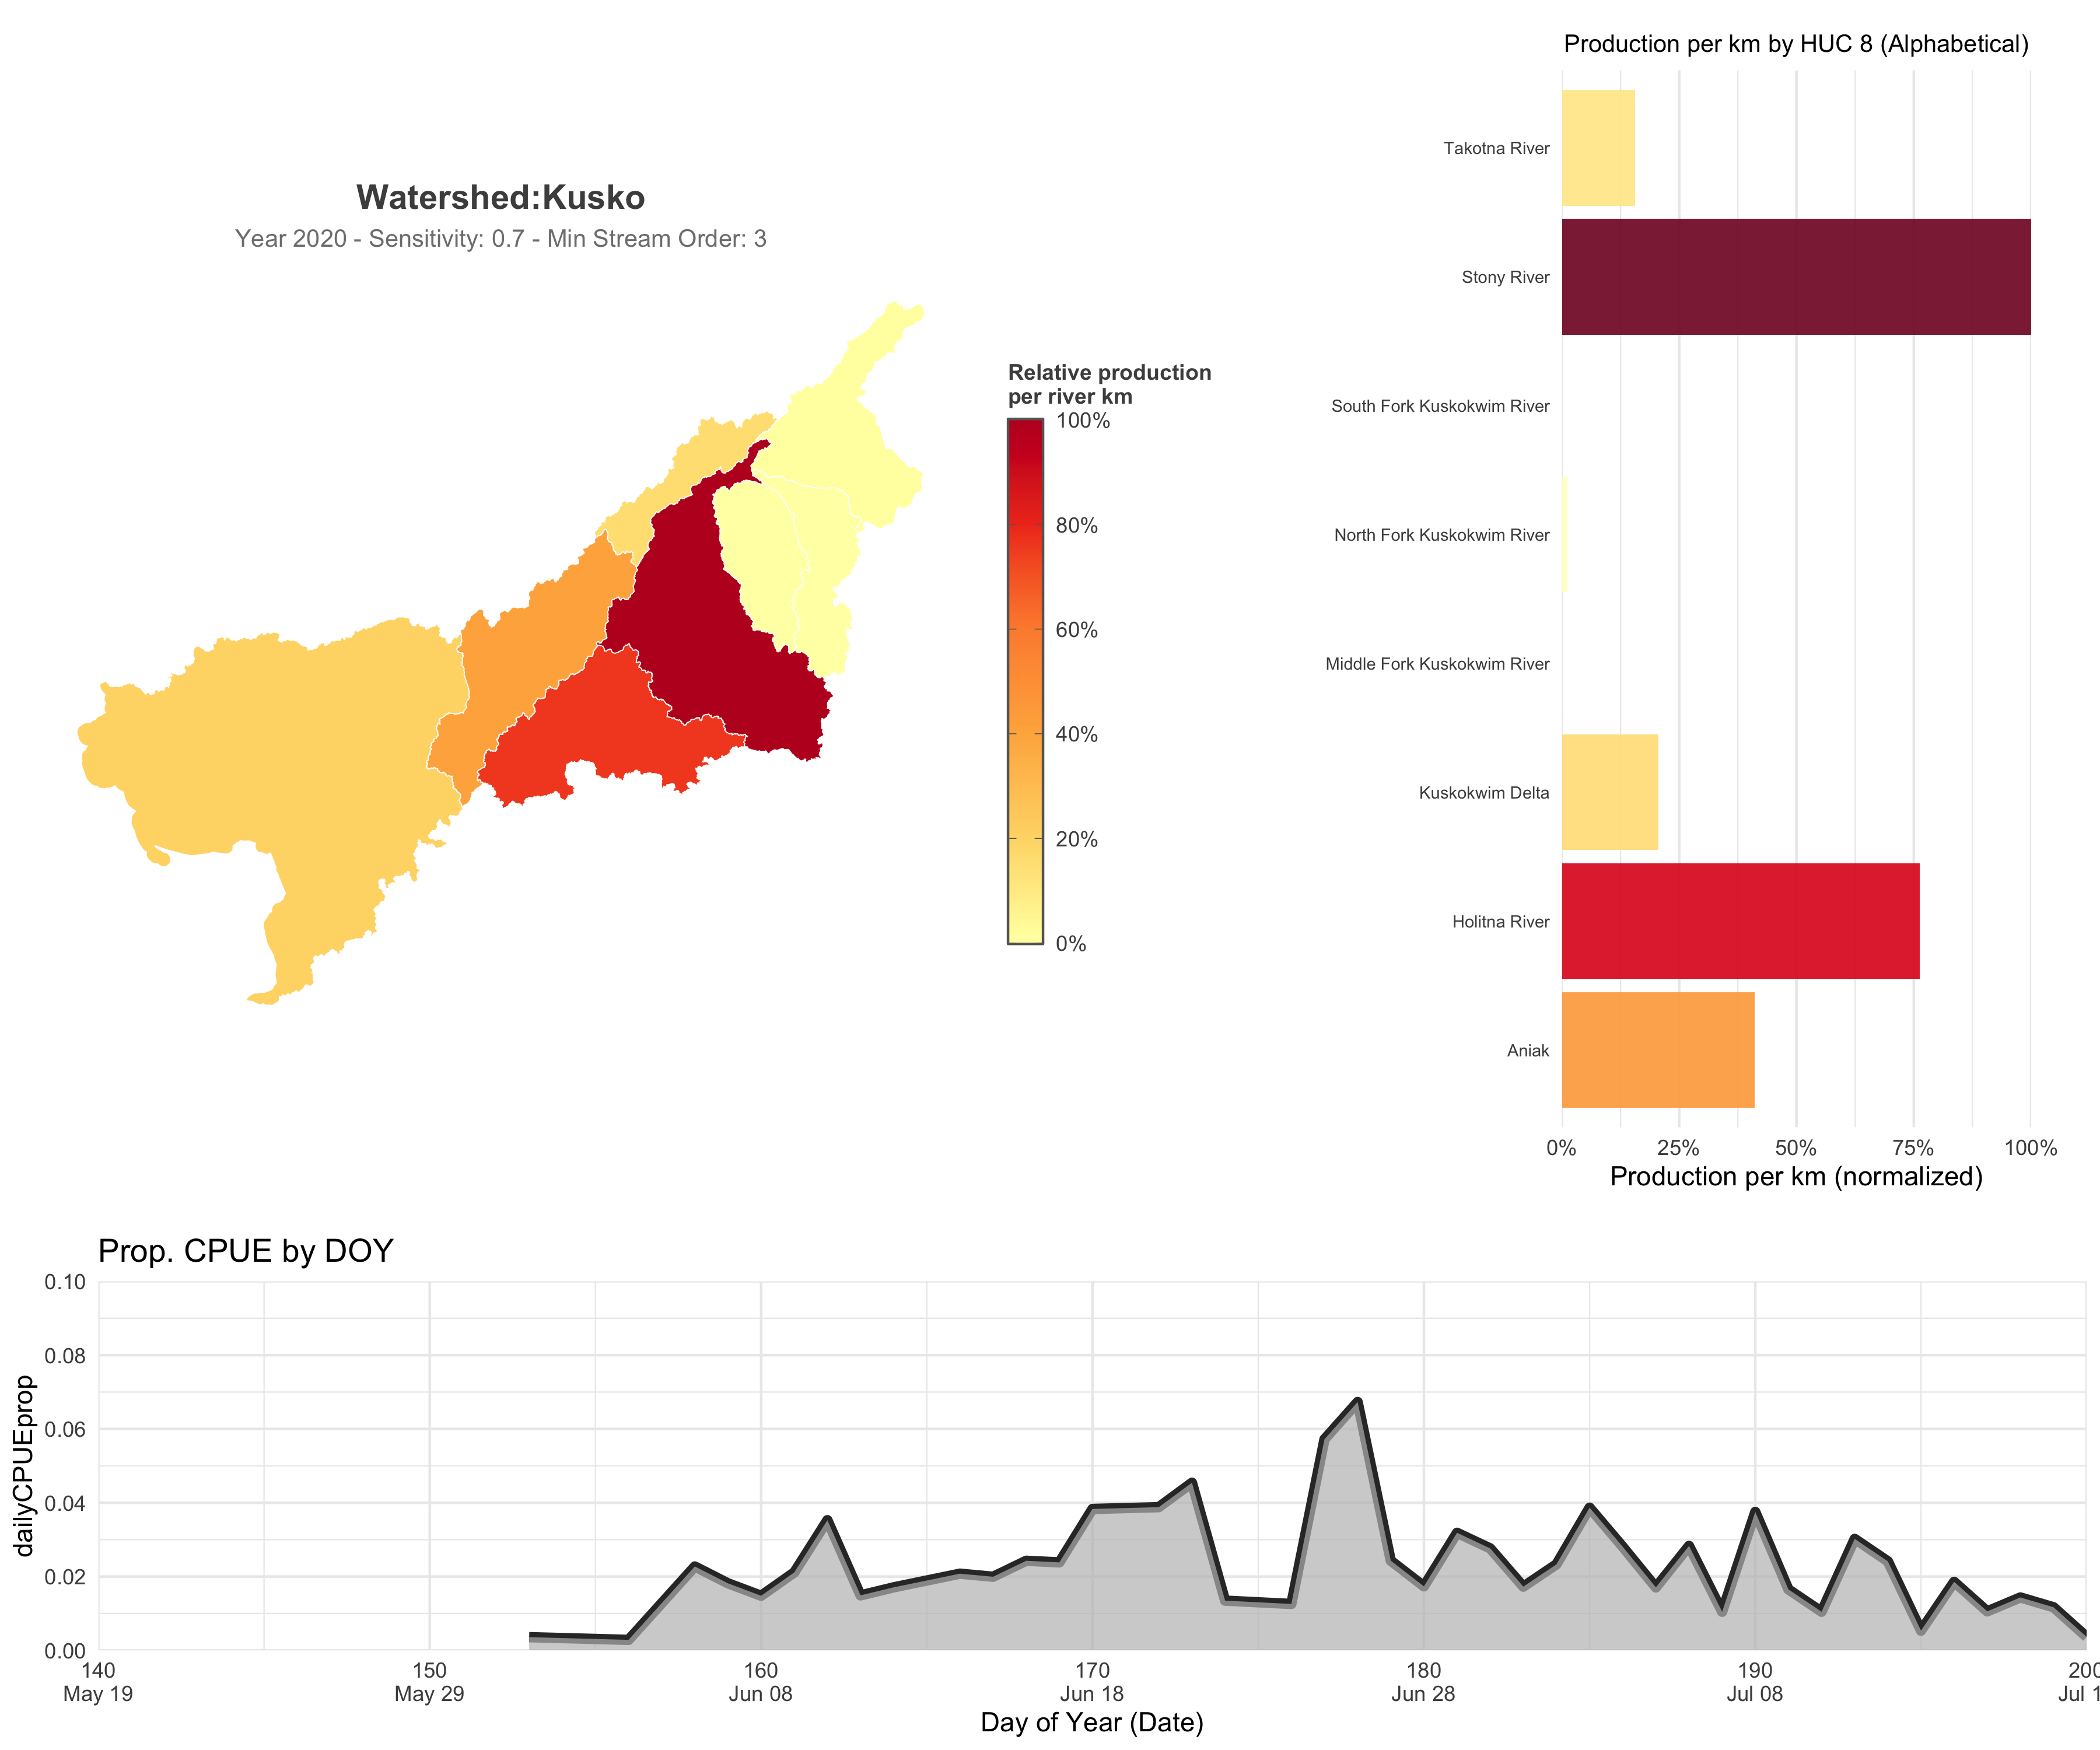 Production per km by HUC 8 (Alphabetical)
Takotna River
Stony River
South Fork Kuskokwim River
North Fork Kuskokwim River
Middle Fork Kuskokwim River
Kuskokwim Delta
Holitna River
Aniak
0% 25% 50% 75% 100%
Production per km (normalized)
Watershed:Kusko
Year 2020 - Sensitivity: 0.7 - Min Stream Order: 3
Relative production
per river km
100%
80%
60%
40%
20%
0%
Prop. CPUE by DOY
dailyCPUEprop
0.10
0.08
0.06
0.04
0.02
0.00
140 150 160 170 180 190 200
May 19 May 29 Jun 08 Jun 18 Jun 28 Jul 08 Jul 1
Day of Year (Date)